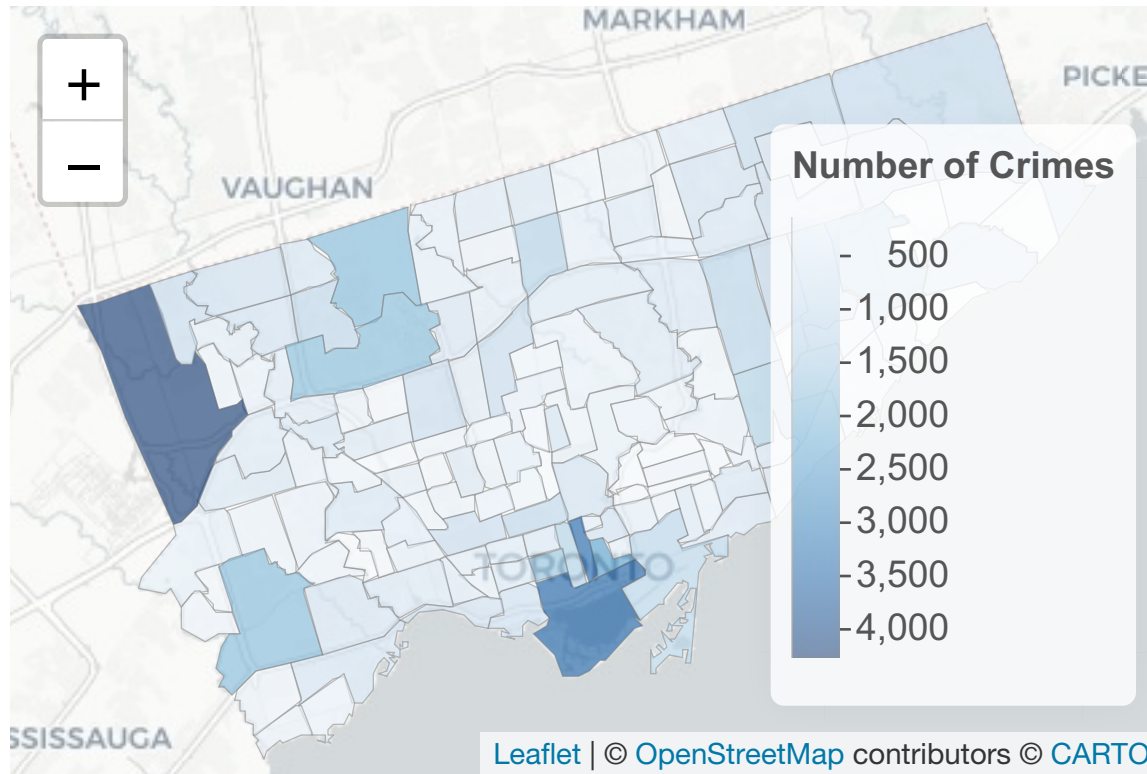 MARKHAM
PICKE
+
−
VAUGHAN
Number of Crimes
500
1,000
1,500
2,000
2,500
3,000
3,500
4,000
TORONTO
SSISSAUGA
Leaflet | © OpenStreetMap contributors © CARTO